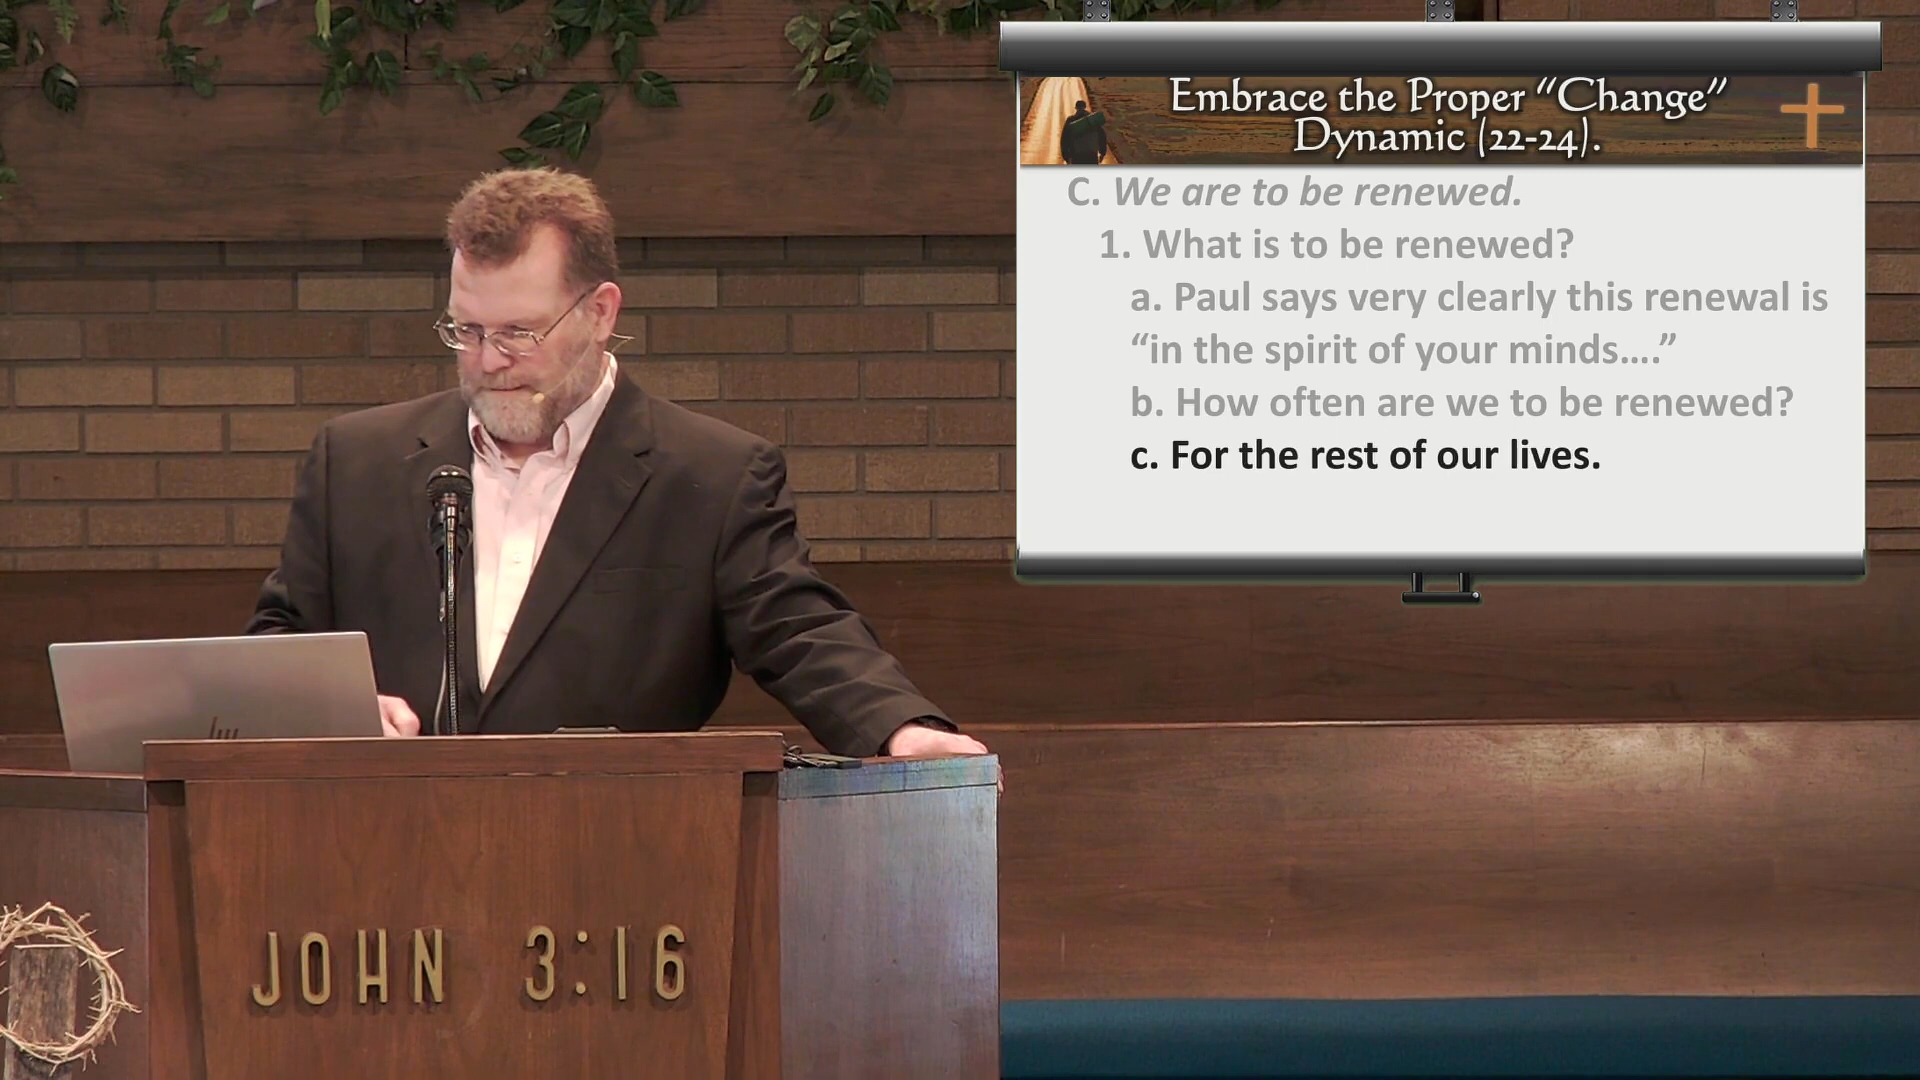 Embrace the Proper “Change”
Dynamic (22-24).
C. We are to be renewed.
1. What is to be renewed?
a. Paul says very clearly this renewal is
“in the spirit of your minds....”
b. How often are we to be renewed?
c. For the rest of our lives.
hp
JOHN 3:16